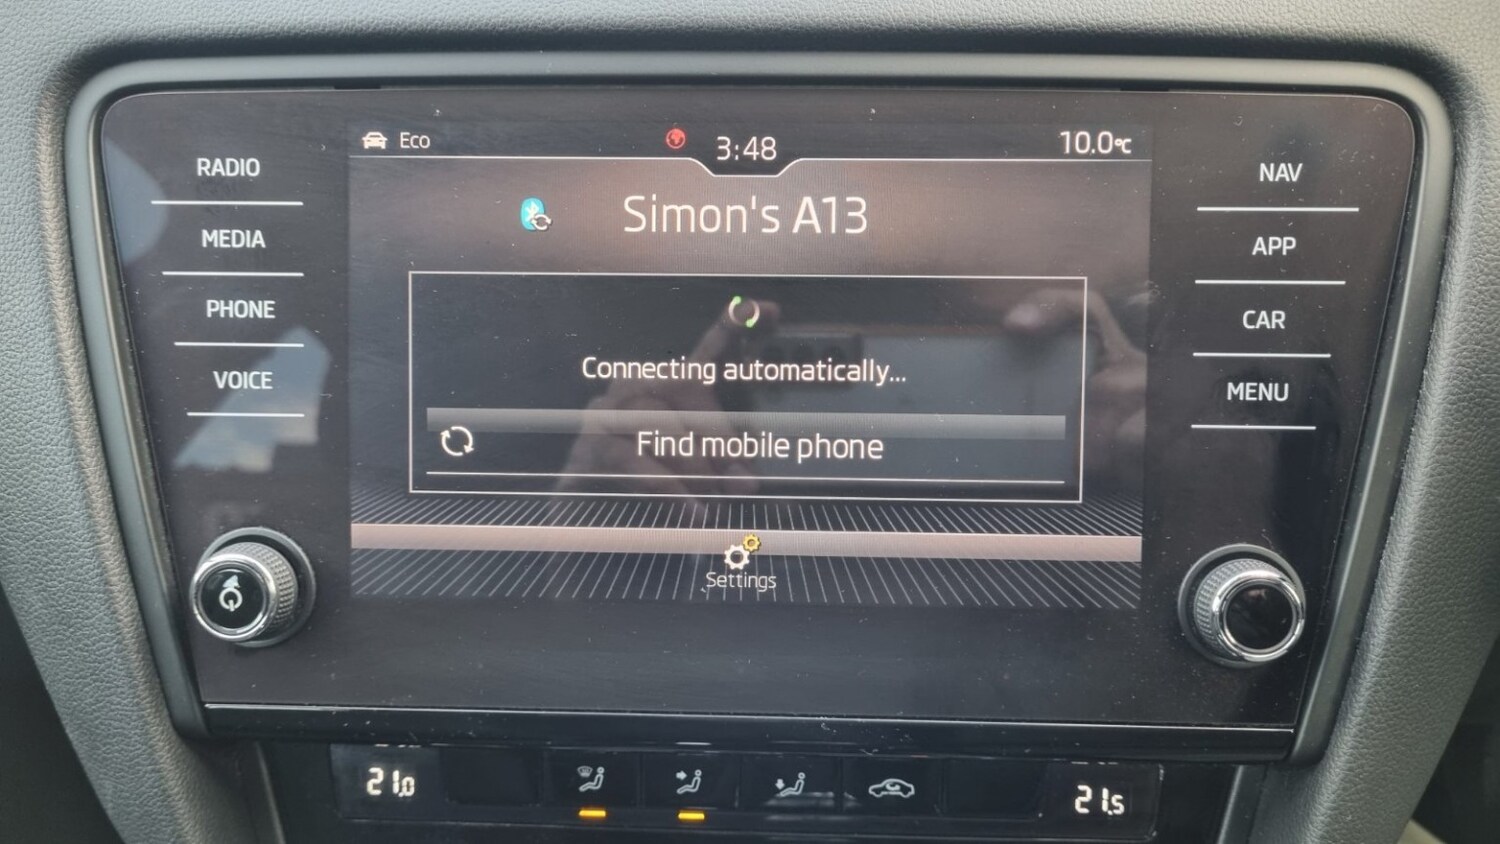 Eco
3:48
10.0°C
RADIO
MEDIA
PHONE
VOICE
Simon's A13
Connecting automatically...
Find mobile phone
Settings
NAV
APP
CAR
MENU
21.0
21.5